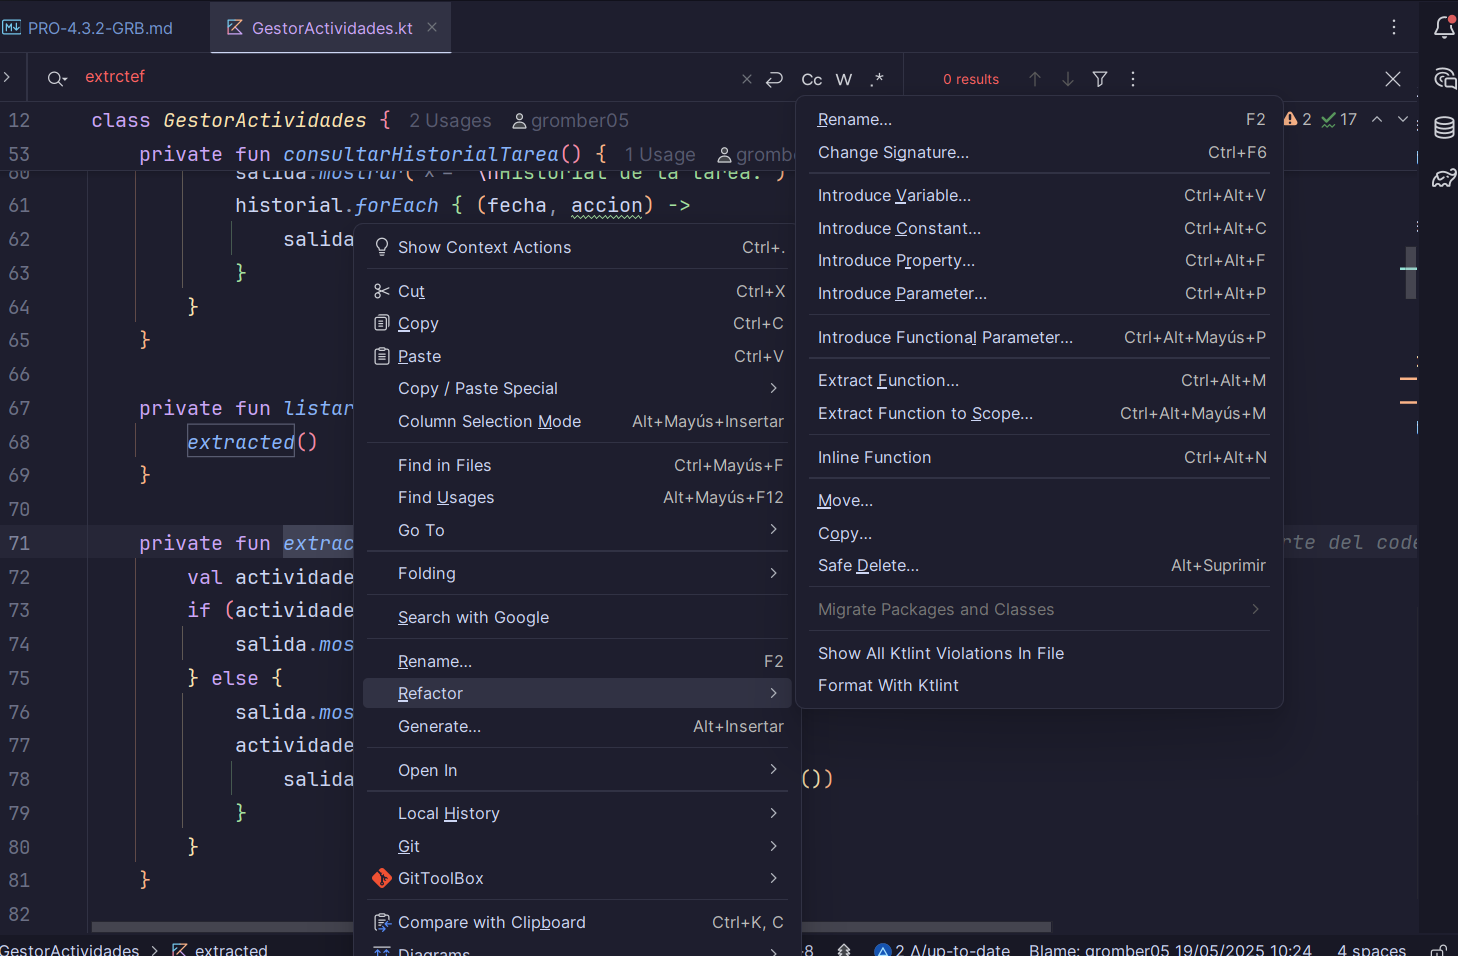 PRO-4.3.2-GRB.md GestorActividades.kt
extrctef Cc W .* 0 results
12 class GestorActividades { 2 Usages gromber05
53 private fun consultarHistorialTarea() { 1 Usage
60 salida.mostrar( "\nHistorial de la tarea:")
61 historial.forEach { (fecha, accion) ->
62 salida
63 }
64 }
65 }
66
67 private fun listar
68 extracted()
69 }
70
71 private fun extrac rte del code
72 val actividade
73 if (actividade
74 salida.mos
75 } else {
76 salida.mos
77 actividade
78 salida ())
79 }
80 }
81 }
82
Show Context Actions Ctrl+.
Cut Ctrl+X
Copy Ctrl+C
Paste Ctrl+V
Copy / Paste Special
Column Selection Mode Alt+Mayús+Insertar
Find in Files Ctrl+Mayús+F
Find Usages Alt+Mayús+F12
Go To
Folding
Search with Google
Rename... F2
Refactor
Generate... Alt+Insertar
Open In
Local History
Git
GitToolBox
Compare with Clipboard Ctrl+K, C
Diagrams
Rename... F2
Change Signature... Ctrl+F6
Introduce Variable... Ctrl+Alt+V
Introduce Constant... Ctrl+Alt+C
Introduce Property... Ctrl+Alt+F
Introduce Parameter... Ctrl+Alt+P
Introduce Functional Parameter... Ctrl+Alt+Mayús+P
Extract Function... Ctrl+Alt+M
Extract Function to Scope... Ctrl+Alt+Mayús+M
Inline Function Ctrl+Alt+N
Move...
Copy...
Safe Delete... Alt+Suprimir
Migrate Packages and Classes
Show All Ktlint Violations In File
Format With Ktlint
2 17
GestorActividades > extracted -8 2 Δ/up-to-date Blame: gromber05 19/05/2025 10:24 4 spaces